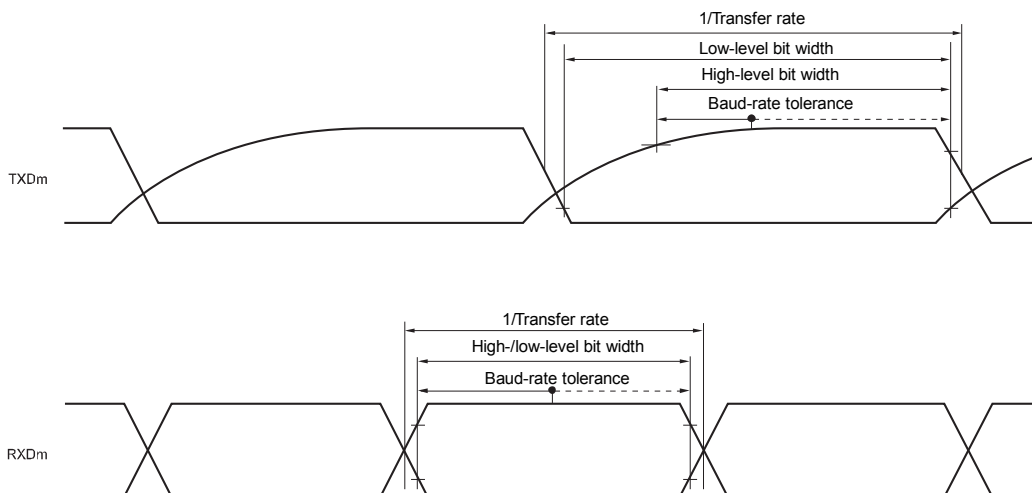 1/Transfer rate
Low-level bit width
High-level bit width
Baud-rate tolerance
TXDm
1/Transfer rate
High-/low-level bit width
Baud-rate tolerance
RXDm